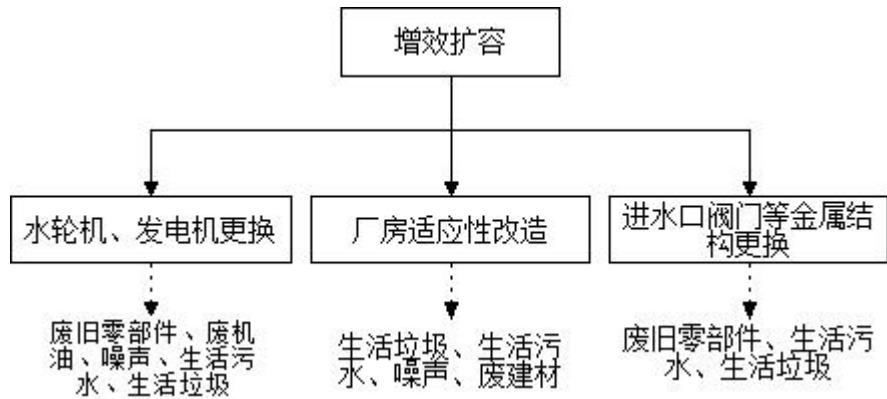 增效扩容
水轮机、发电机更换
厂房适应性改造
进水口阀门等金属结
构更换
废旧零部件、废机
油、噪声、生活污
水、生活垃圾
生活垃圾、生活污
水、噪声、废建材
废旧零部件、生活污
水、生活垃圾